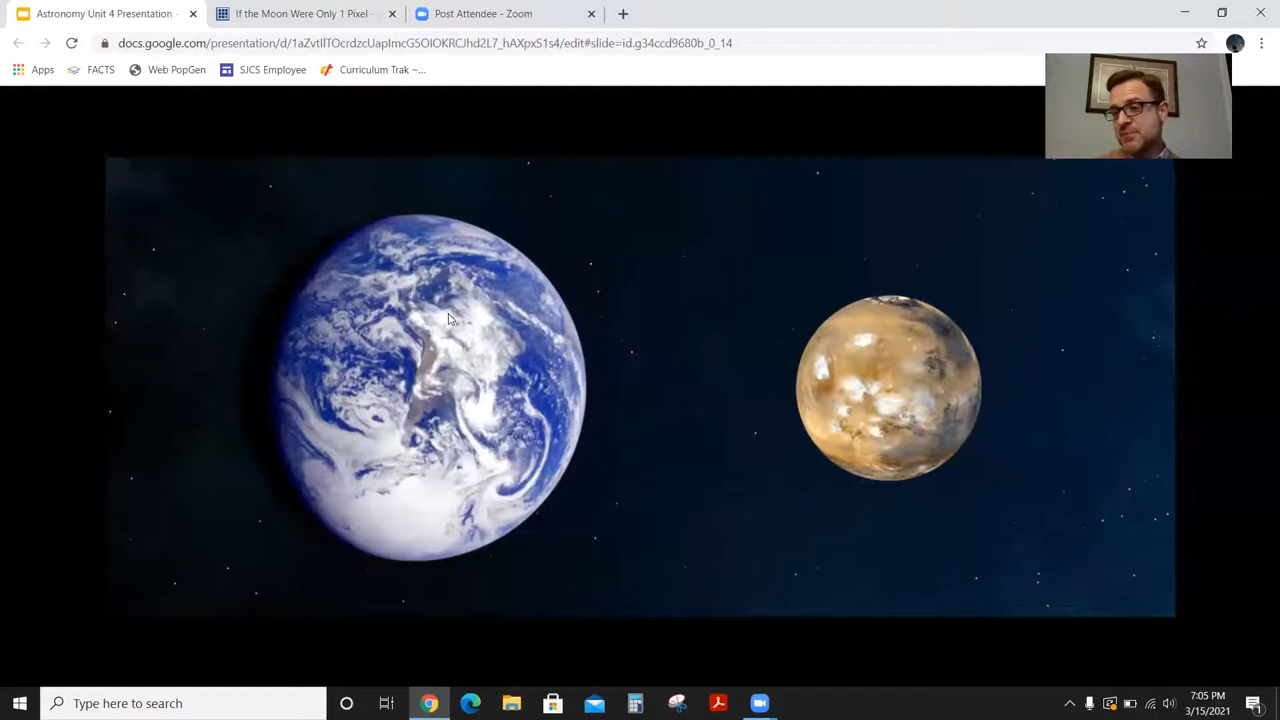 Astronomy Unit 4 Presentation -
If the Moon Were Only 1 Pixel -
Post Attendee - Zoom
docs.google.com/presentation/d/1aZvtIlTOcrdzcUapImcG5OIOKRCJhd2L7_hAXpxS1s4/edit#slide=id.g34ccd9680b_0_14
Apps
FACTS
Web PopGen
SJCS Employee
Curriculum Trak ~...
Type here to search
7:05 PM
3/15/2021
1